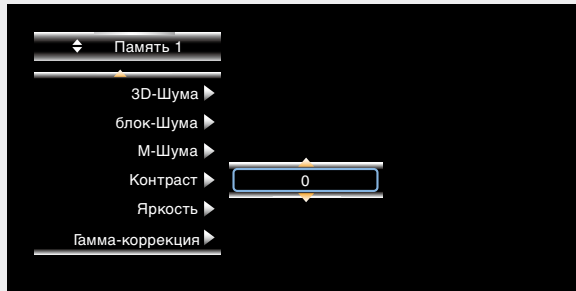 Память 1
3D-Шума
блок-Шума
М-Шума
Контраст
0
Яркость
Гамма-коррекция